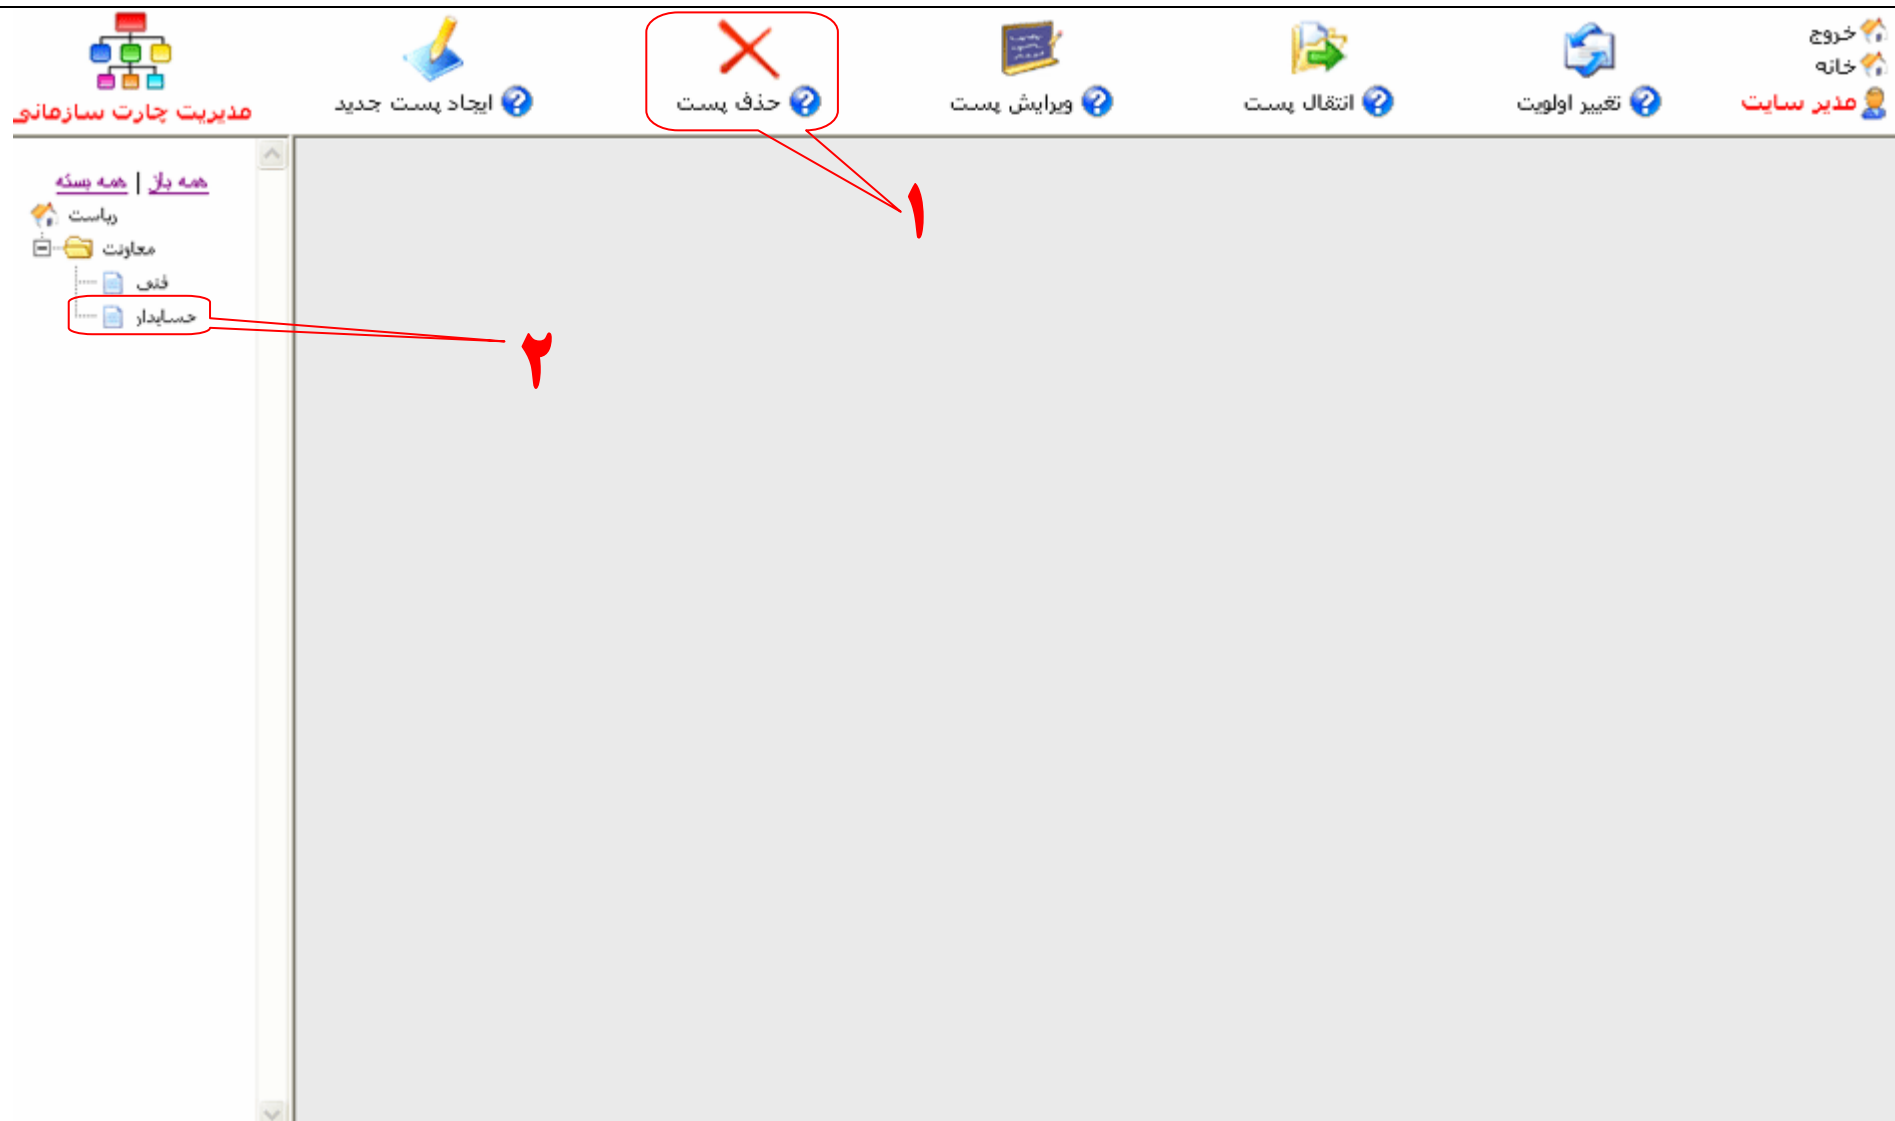 خروج
خانه
مدیر سایت
تغییر اولویت
انتقال پست
ویرایش پست
حذف پست
ایجاد پست جدید
مدیریت چارت سازمانی
همه باز | همه بسته
ریاست
معاونت
فنی
حسابدار
۱
۲